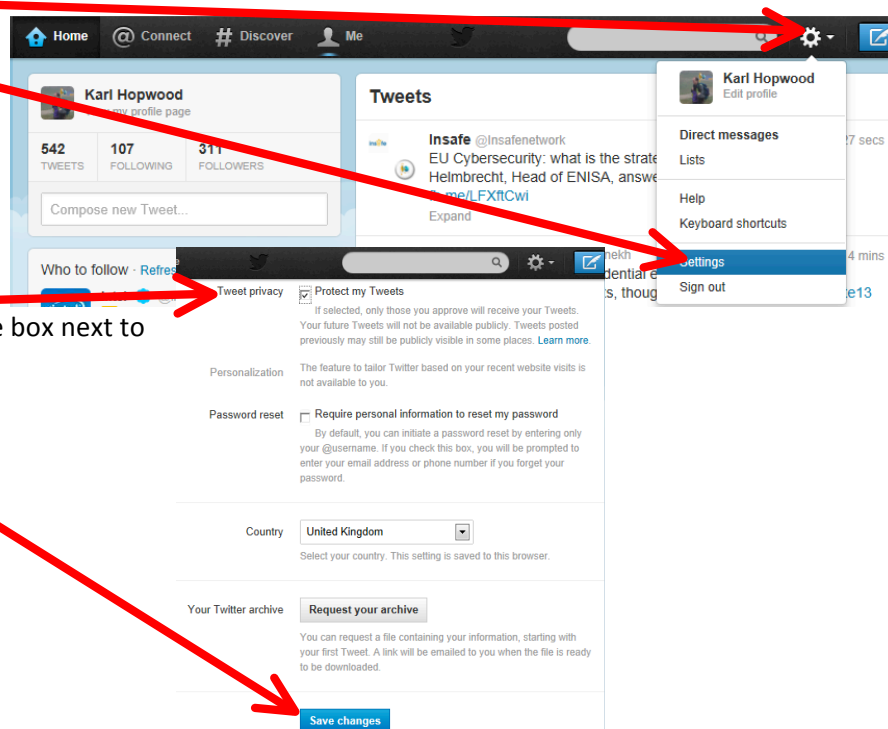 Home @ Connect # Discover Me
Karl Hopwood
my profile page
542 107 311
TWEETS FOLLOWING FOLLOWERS
Compose new Tweet...
Who to follow · Refres
Tweets
Insafe @Insafenetwork
27 secs
EU Cybersecurity: what is the strate
Helmbrecht, Head of ENISA, answe
me/LFXftCwi
Expand
nekh
4 mins
dential e
s, thoug
e13
Karl Hopwood
Edit profile
Direct messages
Lists
Help
Keyboard shortcuts
Settings
Sign out
e box next to
Tweet privacy Protect my Tweets
If selected, only those you approve will receive your Tweets.
Your future Tweets will not be available publicly. Tweets posted
previously may still be publicly visible in some places. Learn more.
Personalization The feature to tailor Twitter based on your recent website visits is
not available to you.
Password reset Require personal information to reset my password
By default, you can initiate a password reset by entering only
your @username. If you check this box, you will be prompted to
enter your email address or phone number if you forget your
password.
Country United Kingdom
Select your country. This setting is saved to this browser.
Your Twitter archive Request your archive
You can request a file containing your information, starting with
your first Tweet. A link will be emailed to you when the file is ready
to be downloaded.
Save changes